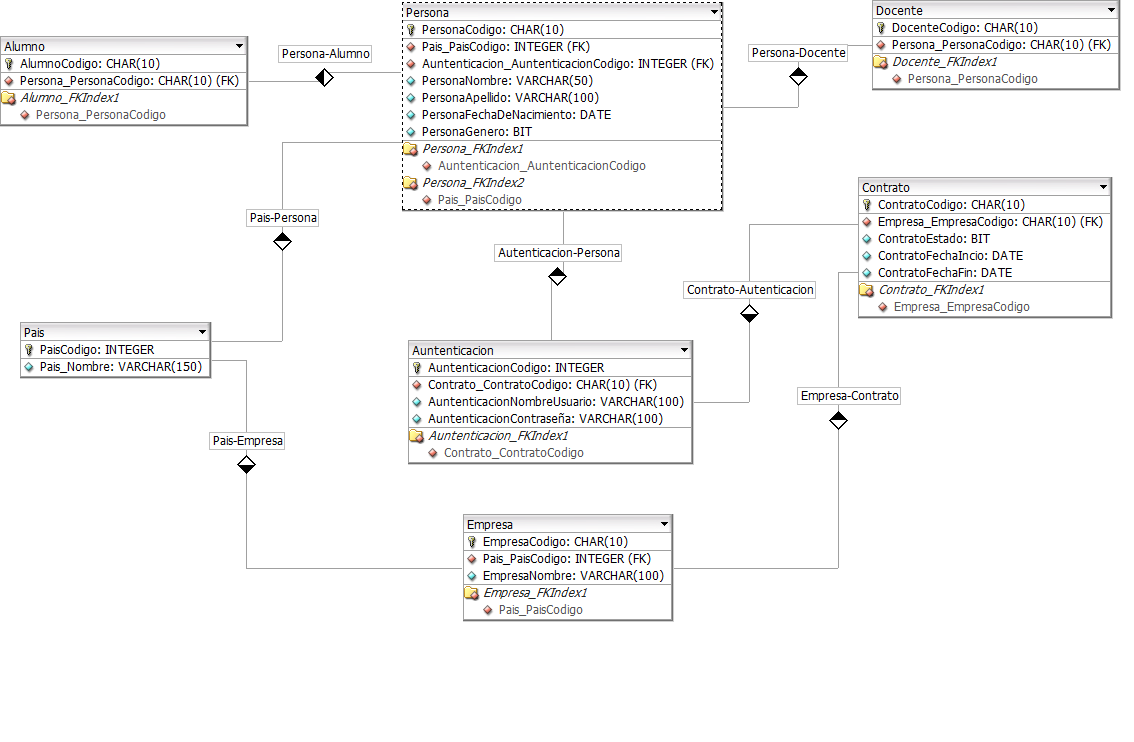 Persona
PersonaCodigo: CHAR(10)
Pais_PaisCodigo: INTEGER (FK)
Auntenticacion_AuntenticacionCodigo: INTEGER (FK)
PersonaNombre: VARCHAR(50)
PersonaApellido: VARCHAR(100)
PersonaFechaDeNacimiento: DATE
PersonaGenero: BIT
Persona_FKIndex1
Auntenticacion_AuntenticacionCodigo
Persona_FKIndex2
Pais_PaisCodigo
Docente
DocenteCodigo: CHAR(10)
Persona_PersonaCodigo: CHAR(10) (FK)
Docente_FKIndex1
Persona_PersonaCodigo
Alumno
AlumnoCodigo: CHAR(10)
Persona_PersonaCodigo: CHAR(10) (FK)
Alumno_FKIndex1
Persona_PersonaCodigo
Persona-Alumno
Persona-Docente
Pais-Persona
Autenticacion-Persona
Contrato
ContratoCodigo: CHAR(10)
Empresa_EmpresaCodigo: CHAR(10) (FK)
ContratoEstado: BIT
ContratoFechaIncio: DATE
ContratoFechaFin: DATE
Contrato_FKIndex1
Empresa_EmpresaCodigo
Contrato-Autenticacion
Pais
PaisCodigo: INTEGER
Pais_Nombre: VARCHAR(150)
Auntenticacion
AuntenticacionCodigo: INTEGER
Contrato_ContratoCodigo: CHAR(10) (FK)
AuntenticacionNombreUsuario: VARCHAR(100)
AuntenticacionContraseña: VARCHAR(100)
Auntenticacion_FKIndex1
Contrato_ContratoCodigo
Empresa-Contrato
Pais-Empresa
Empresa
EmpresaCodigo: CHAR(10)
Pais_PaisCodigo: INTEGER (FK)
EmpresaNombre: VARCHAR(100)
Empresa_FKIndex1
Pais_PaisCodigo